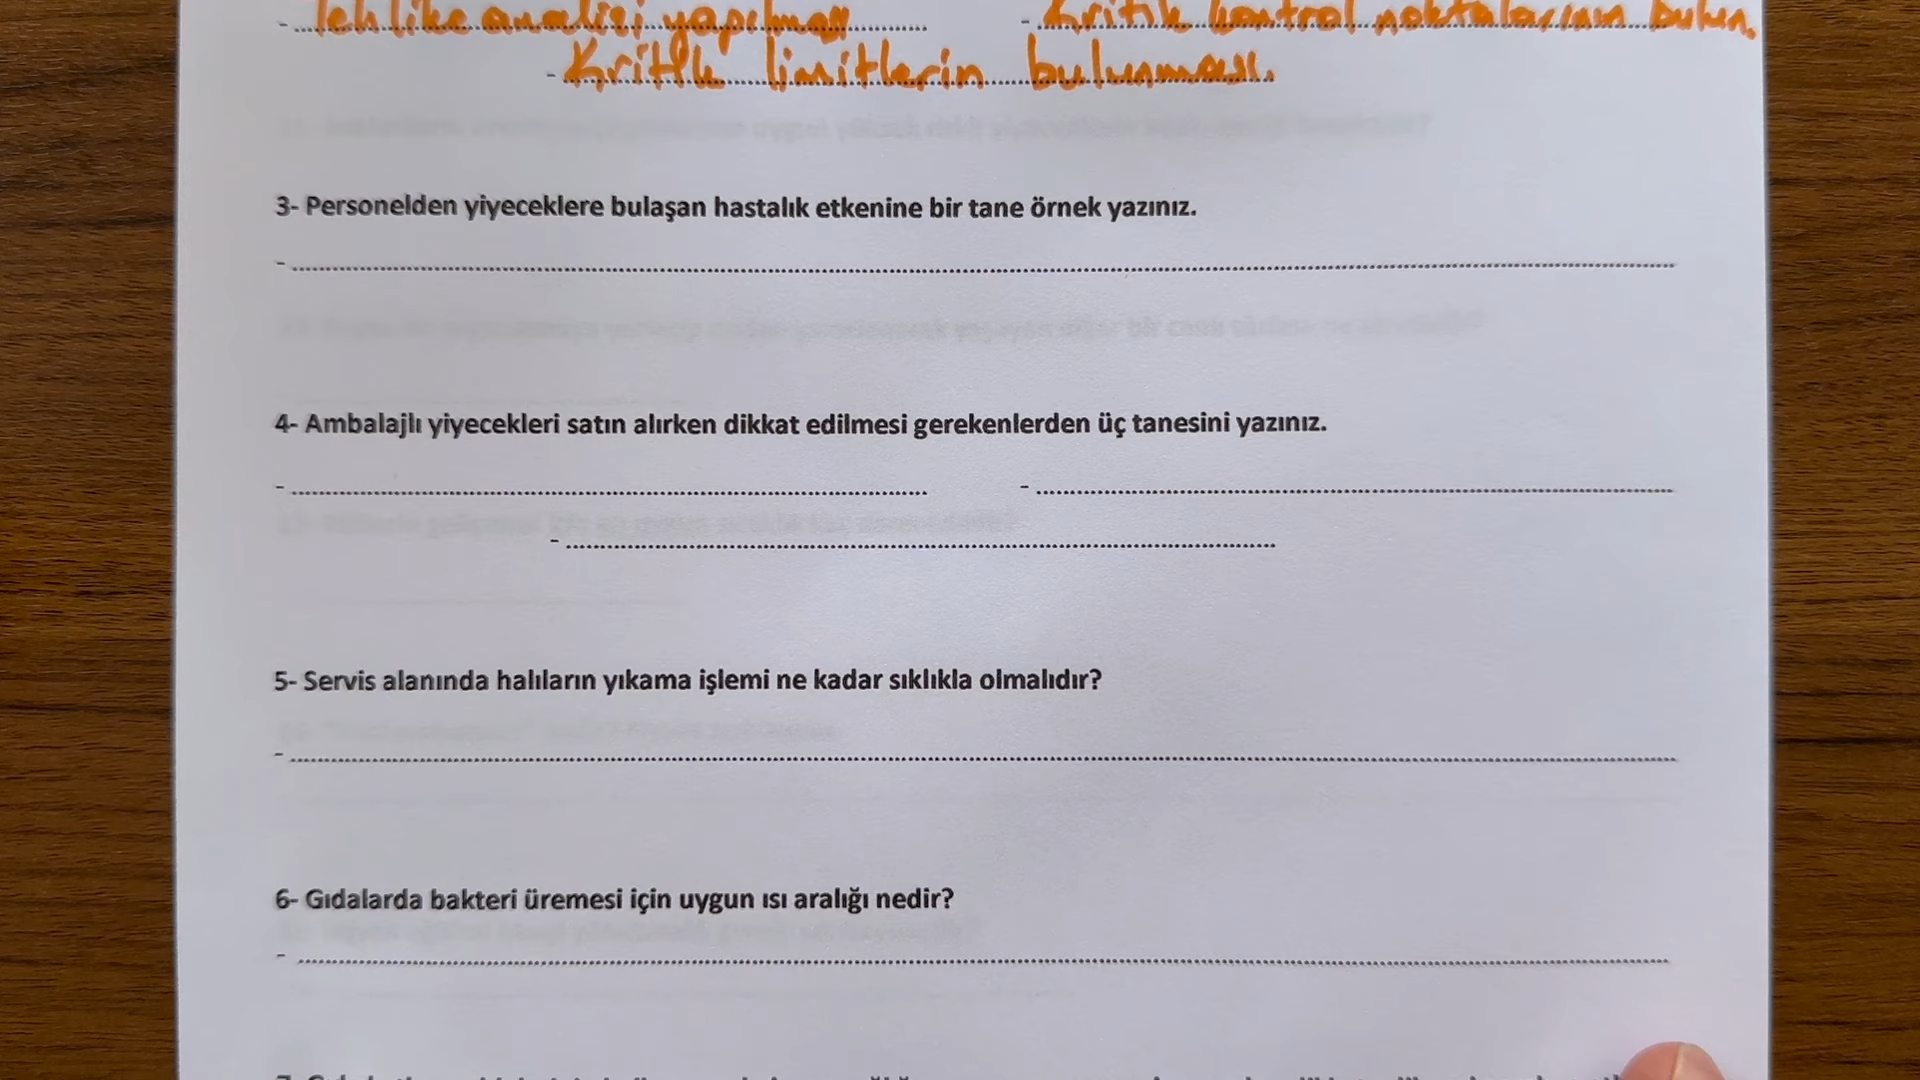 - Tehlike analizi yapılması - Kritik kontrol noktalarının bulun.
- Kritik limitlerin bulunması.
3- Personelden yiyeceklere bulaşan hastalık etkenine bir tane örnek yazınız.
-
4- Ambalajlı yiyecekleri satın alırken dikkat edilmesi gerekenlerden üç tanesini yazınız.
- -
-
5- Servis alanında halıların yıkama işlemi ne kadar sıklıkla olmalıdır?
-
6- Gıdalarda bakteri üremesi için uygun ısı aralığı nedir?
-